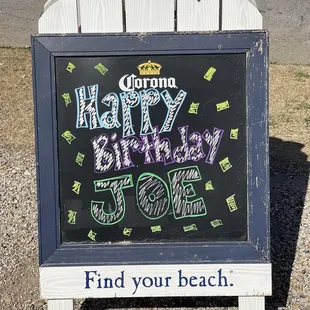 Corona
Happy
Birthday
JOE
Find your beach.